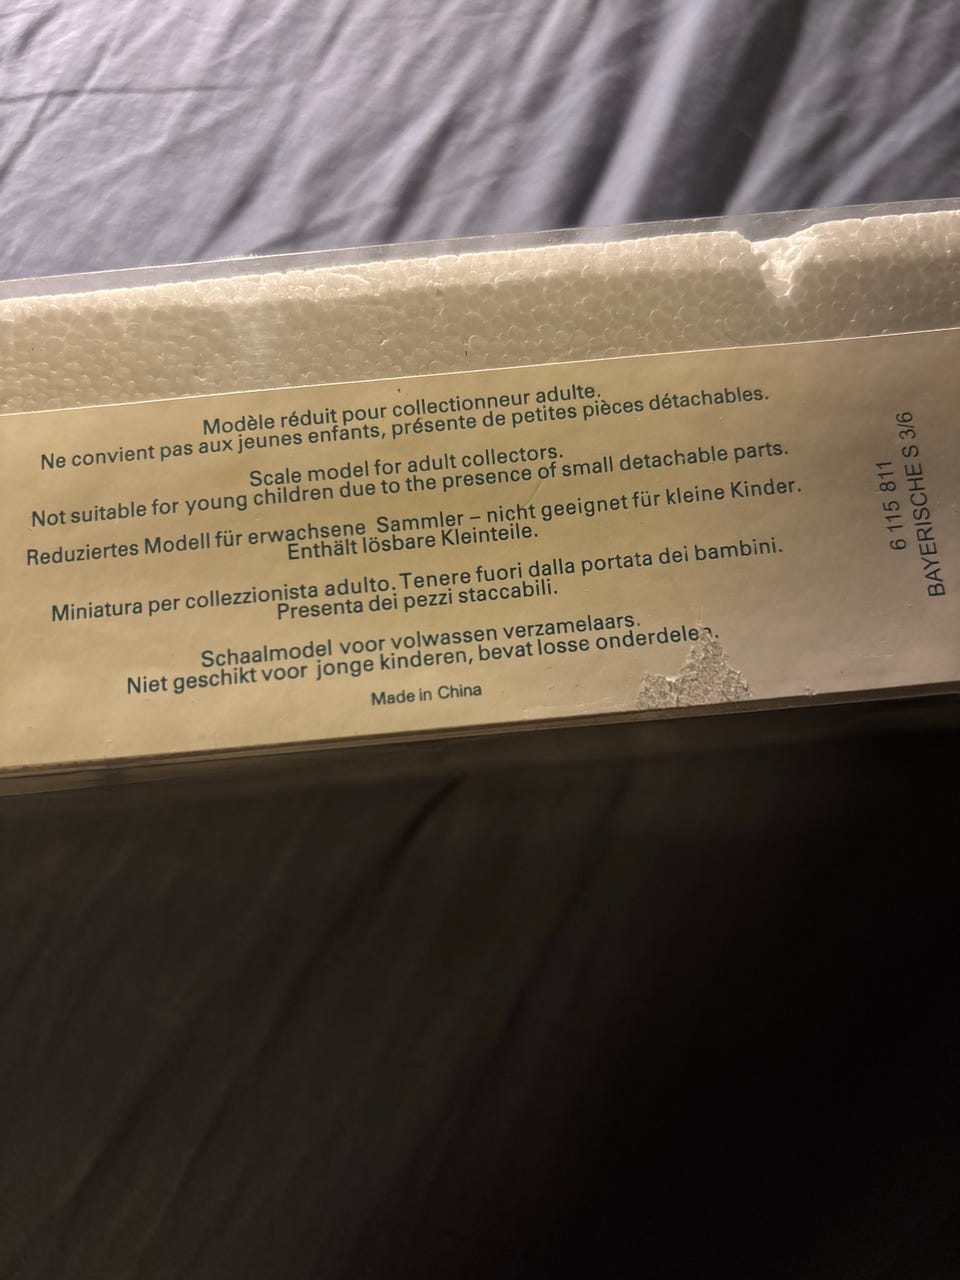 Modèle réduit pour collectionneur adulte.
Ne convient pas aux jeunes enfants, présente de petites pièces détachables.
Scale model for adult collectors.
Not suitable for young children due to the presence of small detachable parts.
Reduziertes Modell für erwachsene Sammler – nicht geeignet für kleine Kinder.
Enthält lösbare Kleinteile.
Miniatura per collezzionista adulto. Tenere fuori dalla portata dei bambini.
Presenta dei pezzi staccabili.
Schaalmodel voor volwassen verzamelaars.
Niet geschikt voor jonge kinderen, bevat losse onderdelen.
Made in China
6 115 811
BAYERISCHE S 3/6